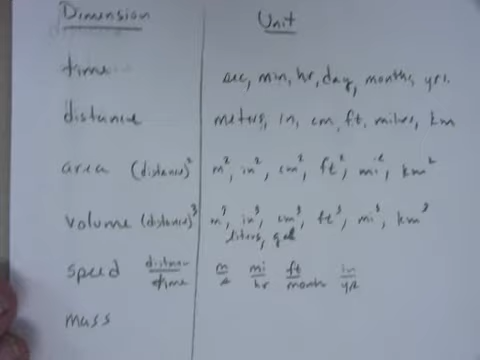 Dimension Unit
time sec, min, hr, day, months, yrs.
distance meters, in, cm, ft, miles, km
area (distance)² m², in², cm², ft², mi², km²
volume (distance)³ m³, in³, cm³, ft³, mi³, km³
liters, gal
speed distance/time m/s mi/hr ft/month in/yr
mass